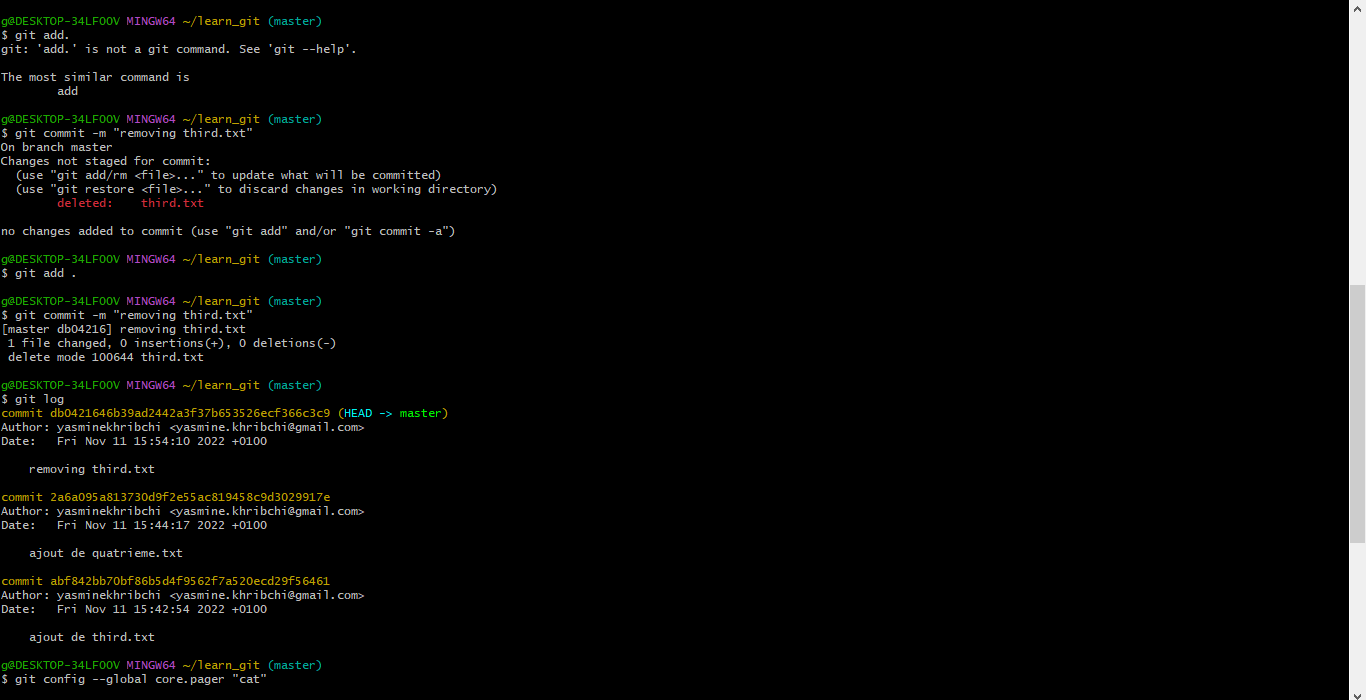 g@DESKTOP-34LFOOV MINGW64 ~/learn_git (master)
$ git add.
git: 'add.' is not a git command. See 'git --help'.
The most similar command is
        add
g@DESKTOP-34LFOOV MINGW64 ~/learn_git (master)
$ git commit -m "removing third.txt"
On branch master
Changes not staged for commit:
  (use "git add/rm <file>..." to update what will be committed)
  (use "git restore <file>..." to discard changes in working directory)
        deleted:    third.txt
no changes added to commit (use "git add" and/or "git commit -a")
g@DESKTOP-34LFOOV MINGW64 ~/learn_git (master)
$ git add .
g@DESKTOP-34LFOOV MINGW64 ~/learn_git (master)
$ git commit -m "removing third.txt"
[master db04216] removing third.txt
 1 file changed, 0 insertions(+), 0 deletions(-)
 delete mode 100644 third.txt
g@DESKTOP-34LFOOV MINGW64 ~/learn_git (master)
$ git log
commit db0421646b39ad2442a3f37b653526ecf366c3c9 (HEAD -> master)
Author: yasminekhribchi <yasmine.khribchi@gmail.com>
Date:   Fri Nov 11 15:54:10 2022 +0100
    removing third.txt
commit 2a6a095a813730d9f2e55ac819458c9d3029917e
Author: yasminekhribchi <yasmine.khribchi@gmail.com>
Date:   Fri Nov 11 15:44:17 2022 +0100
    ajout de quatrieme.txt
commit abf842bb70bf86b5d4f9562f7a520ecd29f56461
Author: yasminekhribchi <yasmine.khribchi@gmail.com>
Date:   Fri Nov 11 15:42:54 2022 +0100
    ajout de third.txt
g@DESKTOP-34LFOOV MINGW64 ~/learn_git (master)
$ git config --global core.pager "cat"